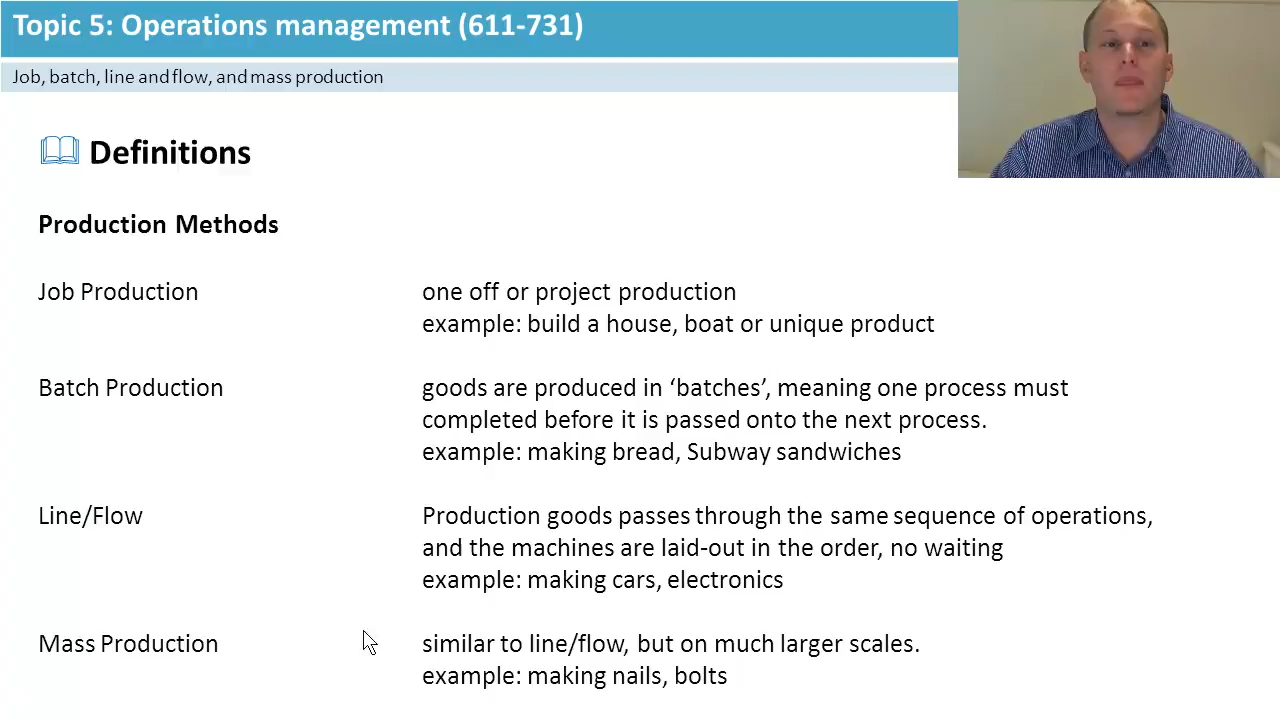 Topic 5: Operations management (611-731)
Job, batch, line and flow, and mass production
Definitions
Production Methods
Job Production
one off or project production
example: build a house, boat or unique product
Batch Production
goods are produced in ‘batches’, meaning one process must
completed before it is passed onto the next process.
example: making bread, Subway sandwiches
Line/Flow
Production goods passes through the same sequence of operations,
and the machines are laid-out in the order, no waiting
example: making cars, electronics
Mass Production
similar to line/flow, but on much larger scales.
example: making nails, bolts